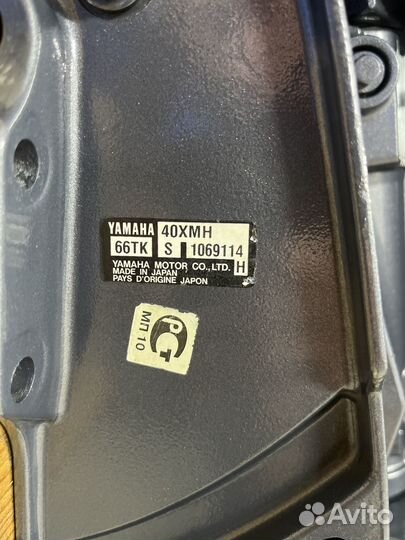 YAMAHA 40XMH
66TK S 1069114
YAMAHA MOTOR CO., LTD. H
MADE IN JAPAN
PAYS D'ORIGINE JAPON
РСТ
МП 10
Avito